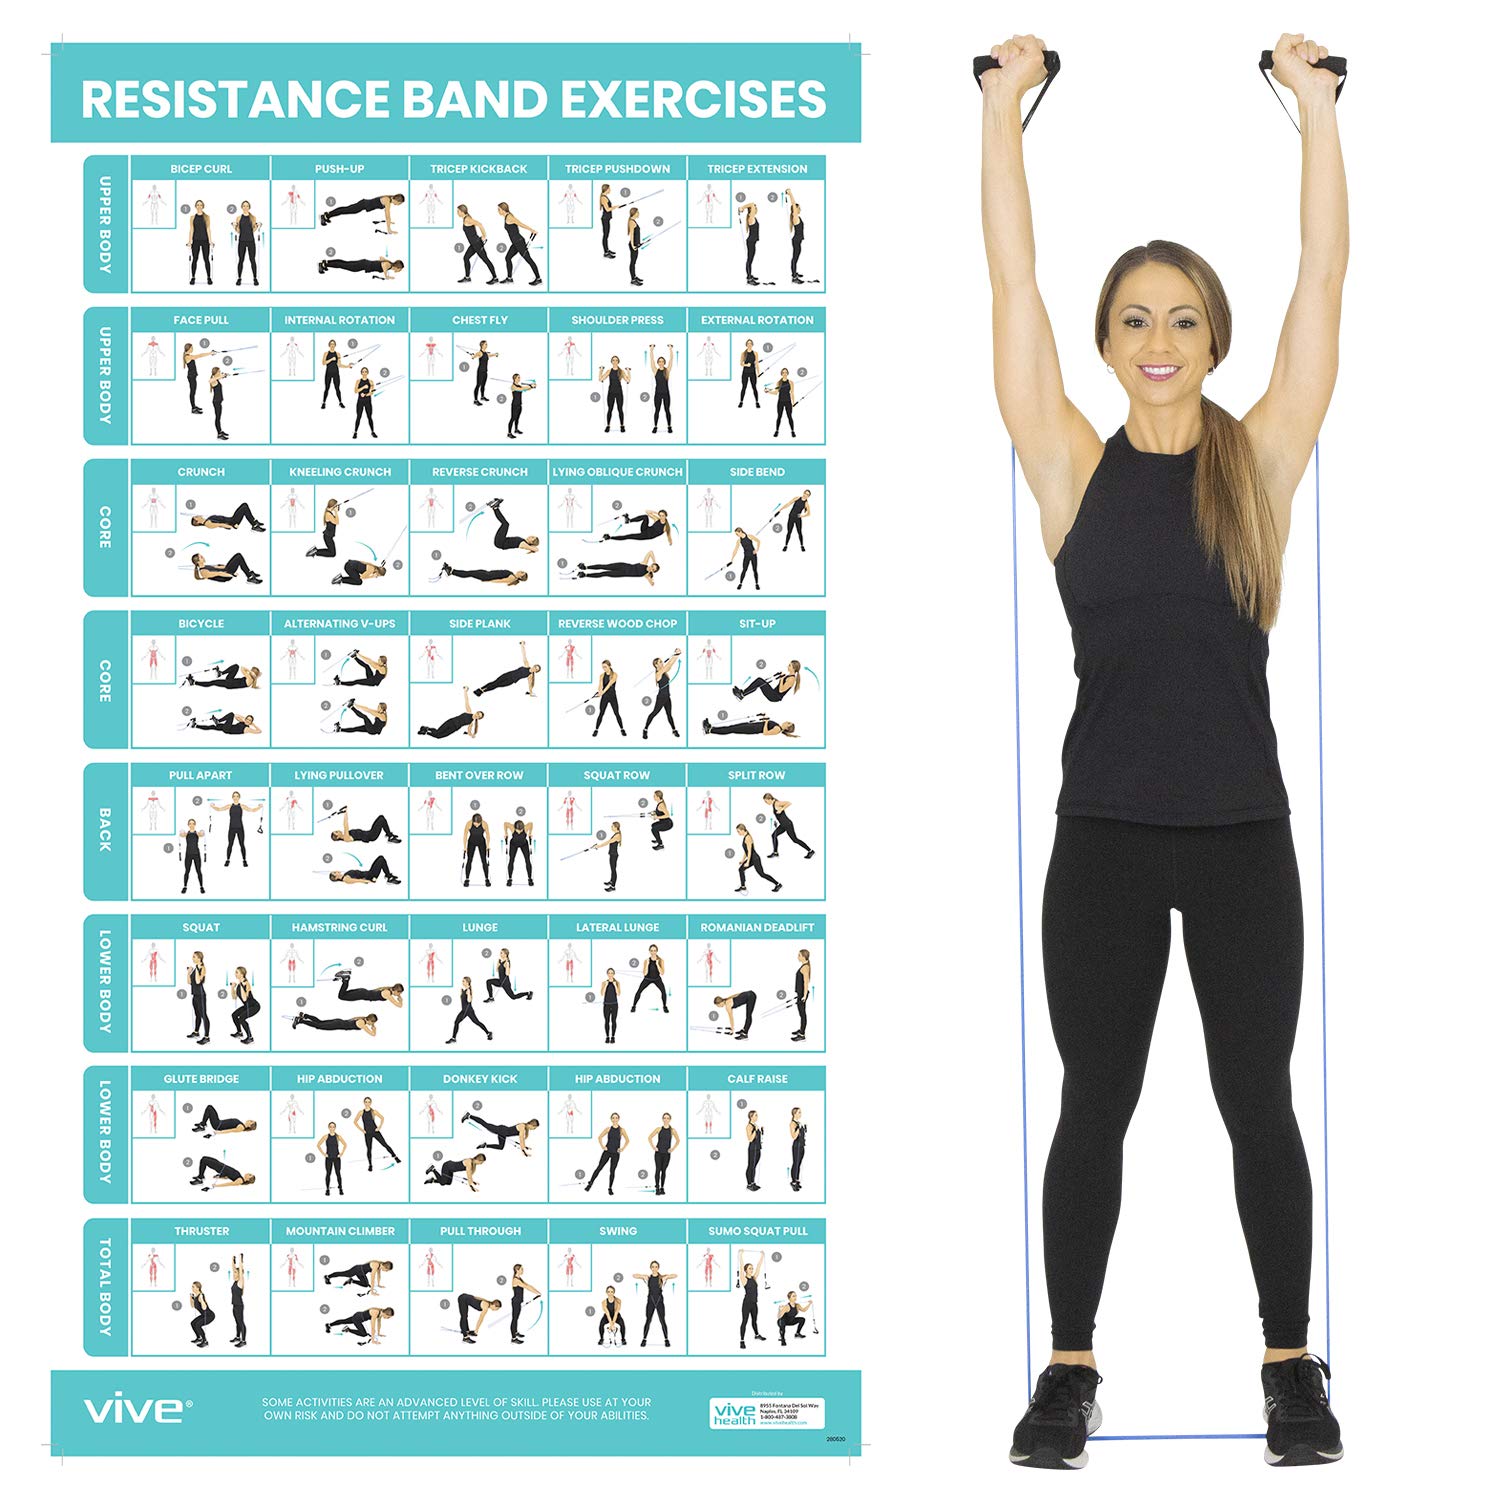 RESISTANCE BAND EXERCISES
UPPER BODY
BICEP CURL
PUSH-UP
TRICEP KICKBACK
TRICEP PUSHDOWN
TRICEP EXTENSION
UPPER BODY
FACE PULL
INTERNAL ROTATION
CHEST FLY
SHOULDER PRESS
EXTERNAL ROTATION
CORE
CRUNCH
KNEELING CRUNCH
REVERSE CRUNCH
LYING OBLIQUE CRUNCH
SIDE BEND
CORE
BICYCLE
ALTERNATING V-UPS
SIDE PLANK
REVERSE WOOD CHOP
SIT-UP
BACK
PULL APART
LYING PULLOVER
BENT OVER ROW
SQUAT ROW
SPLIT ROW
LOWER BODY
SQUAT
HAMSTRING CURL
LUNGE
LATERAL LUNGE
ROMANIAN DEADLIFT
LOWER BODY
GLUTE BRIDGE
HIP ABDUCTION
DONKEY KICK
HIP ABDUCTION
CALF RAISE
TOTAL BODY
THRUSTER
MOUNTAIN CLIMBER
PULL THROUGH
SWING
SUMO SQUAT PULL
vive®
SOME ACTIVITIES ARE AN ADVANCED LEVEL OF SKILL. PLEASE USE AT YOUR
OWN RISK AND DO NOT ATTEMPT ANYTHING OUTSIDE OF YOUR ABILITIES.
Distributed by
vive
health
8955 Fontana Del Sol Way
Naples, FL 34109
1-800-487-3808
www.vivehealth.com
280520